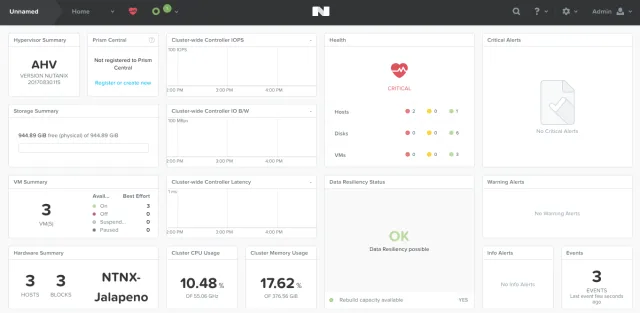 Unnamed
Home
1
N
?
Admin
Hypervisor Summary
AHV
VERSION NUTANIX
20170830.115
Prism Central
Not registered to Prism
Central
Register or create new
Cluster-wide Controller IOPS
100 IOPS
2:00 PM 3:00 PM 4:00 PM
Health
CRITICAL
Hosts 2 0 1
Disks 0 0 6
VMs 0 0 3
Critical Alerts
No Critical Alerts
Storage Summary
944.89 GiB free (physical) of 944.89 GiB
Cluster-wide Controller IO B/W
100 MBps
2:00 PM 3:00 PM 4:00 PM
VM Summary
3
VM(S)
Avail... Best Effort
On 3
Off 0
Suspend... 0
Paused 0
Cluster-wide Controller Latency
1 ms
2:00 PM 3:00 PM 4:00 PM
Data Resiliency Status
OK
Data Resiliency possible
Rebuild capacity available YES
Warning Alerts
No Warning Alerts
Hardware Summary
3
HOSTS
3
BLOCKS
NTNX-
Jalapeno
Cluster CPU Usage
10.48 %
OF 55.06 GHz
Cluster Memory Usage
17.62 %
OF 376.56 GiB
Info Alerts
No Info Alerts
Events
3
EVENTS
Last event few seconds
ago